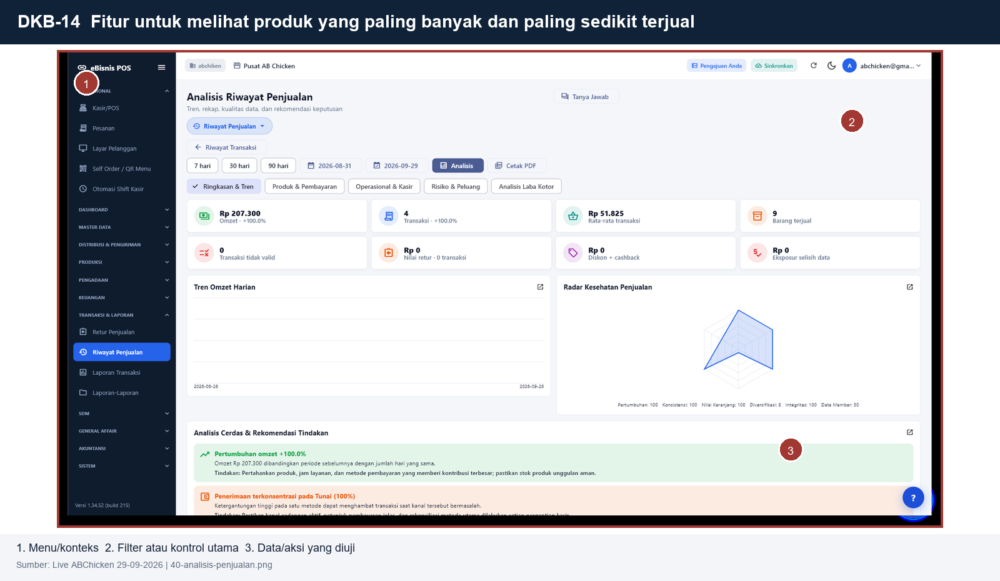 DKB-14 Fitur untuk melihat produk yang paling banyak dan paling sedikit terjual
eBisnis POS
abchiken
Pusat AB Chicken
Pengajuan Anda
Sinkronkan
A
abchicken@gma...
1
IONAL
Kasir/POS
Pesanan
Layar Pelanggan
Self Order / QR Menu
Otomasi Shift Kasir
DASHBOARD
MASTER DATA
DISTRIBUSI & PENGIRIMAN
PRODUKSI
PENGADAAN
KEUANGAN
TRANSAKSI & LAPORAN
Retur Penjualan
Riwayat Penjualan
Laporan Transaksi
Laporan-Laporan
SDM
GENERAL AFFAIR
AKUNTANSI
SISTEM
Versi 1.34.52 (build 215)
Analisis Riwayat Penjualan
Tanya Jawab
Tren, rekap, kualitas data, dan rekomendasi keputusan
2
Riwayat Penjualan
Riwayat Transaksi
7 hari
30 hari
90 hari
2026-08-31
2026-09-29
Analisis
Cetak PDF
Ringkasan & Tren
Produk & Pembayaran
Operasional & Kasir
Risiko & Peluang
Analisis Laba Kotor
Rp 207.300
Omzet · +100.0%
4
Transaksi · +100.0%
Rp 51.825
Rata-rata transaksi
9
Barang terjual
0
Transaksi tidak valid
Rp 0
Nilai retur · 0 transaksi
Rp 0
Diskon + cashback
Rp 0
Eksposur selisih data
Tren Omzet Harian
2026-09-26
2026-09-26
Radar Kesehatan Penjualan
Pertumbuhan: 100 Konsistensi: 100 Nilai Keranjang: 100 Diversifikasi: 8 Integritas: 100 Data Member: 50
Analisis Cerdas & Rekomendasi Tindakan
3
Pertumbuhan omzet +100.0%
Omzet Rp 207.300 dibandingkan periode sebelumnya dengan jumlah hari yang sama.
Tindakan: Pertahankan produk, jam layanan, dan metode pembayaran yang memberi kontribusi terbesar; pastikan stok produk unggulan aman.
Penerimaan terkonsentrasi pada Tunai (100%)
Ketergantungan tinggi pada satu metode dapat menghambat transaksi saat kanal tersebut bermasalah.
Tindakan: Pastikan kanal cadangan aktif, petunjuk pembayaran jelas, dan rekonsiliasi metode utama dilakukan setiap pergantian kasir.
?
1. Menu/konteks 2. Filter atau kontrol utama 3. Data/aksi yang diuji
Sumber: Live ABChicken 29-09-2026 | 40-analisis-penjualan.png